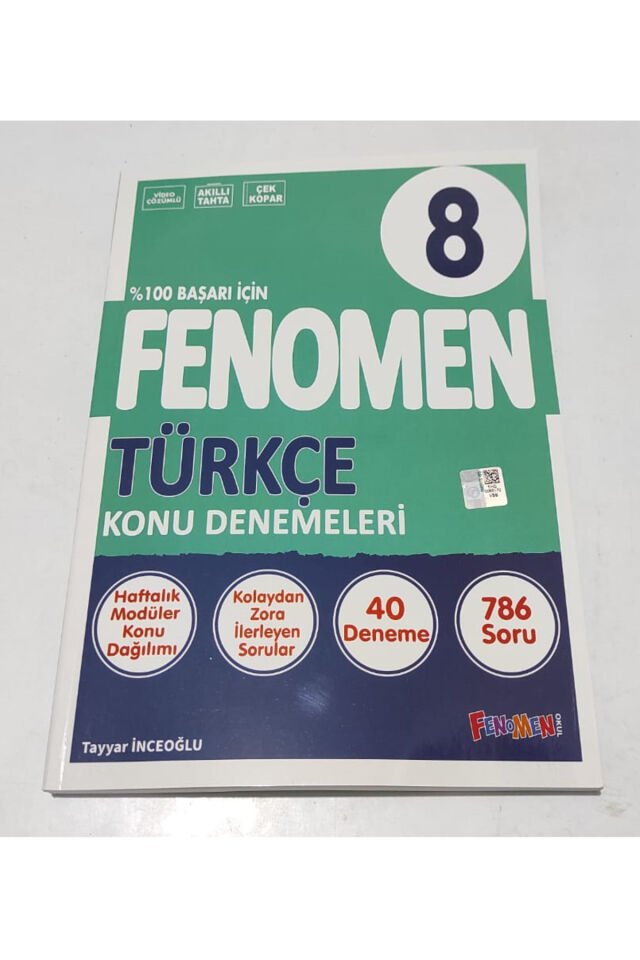 VİDEO
ÇÖZÜMLÜ
AKILLI
TAHTA
ÇEK
KOPAR
8
%100 BAŞARI İÇİN
FENOMEN
TÜRKÇE
KONU DENEMELERİ
Haftalık
Modüler
Konu
Dağılımı
Kolaydan
Zora
İlerleyen
Sorular
40
Deneme
786
Soru
FENOMEN
OKUL
Tayyar İNCEOĞLU